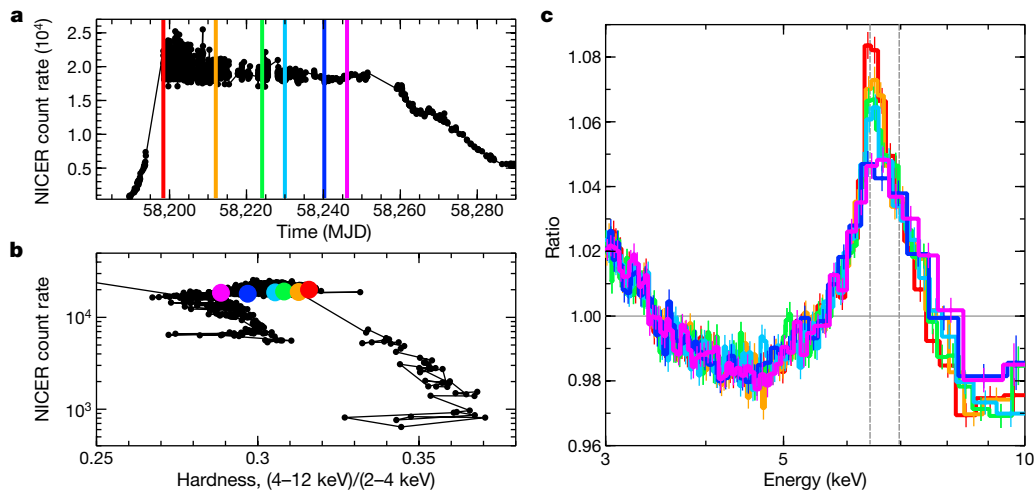 a
NICER count rate (10⁴)
2.5
2.0
1.5
1.0
0.5
58,200 58,220 58,240 58,260 58,280
Time (MJD)
b
NICER count rate
10⁴
10³
0.25 0.3 0.35 0.4
Hardness, (4–12 keV)/(2–4 keV)
c
Ratio
1.08
1.06
1.04
1.02
1.00
0.98
0.96
3 5 10
Energy (keV)